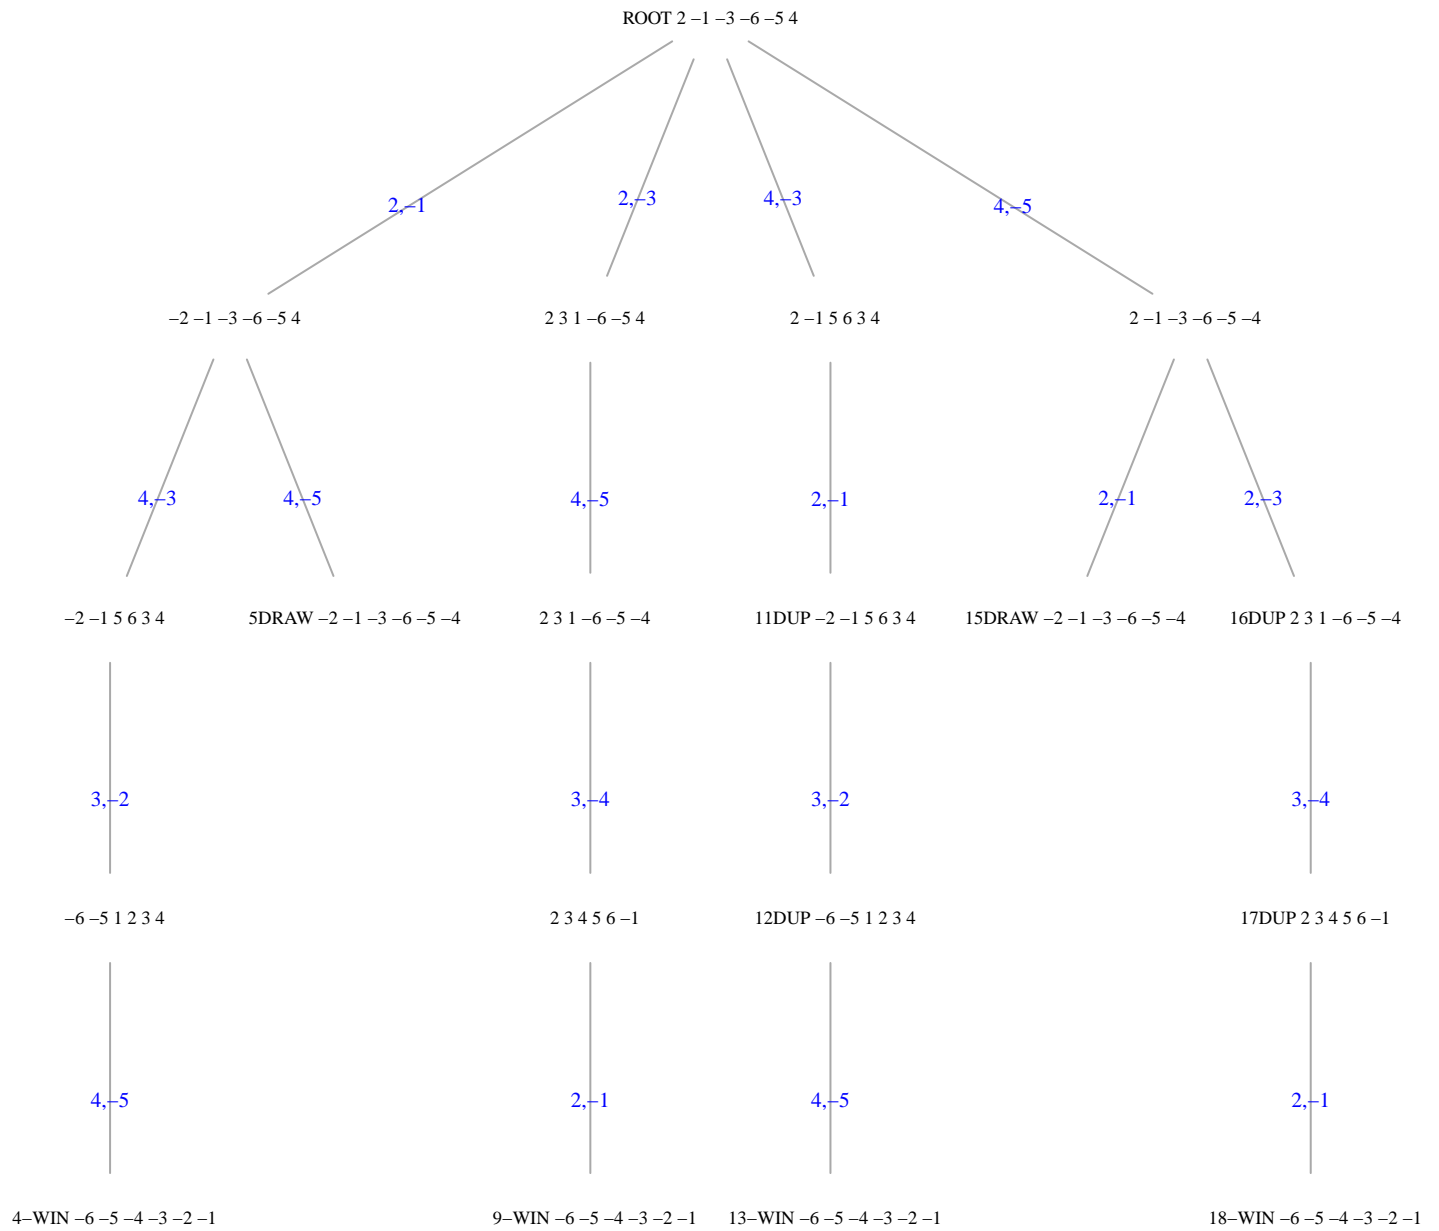 ROOT 2 –1 –3 –6 –5 4
2,–1
2,–3
4,–3
4,–5
–2 –1 –3 –6 –5 4
2 3 1 –6 –5 4
2 –1 5 6 3 4
2 –1 –3 –6 –5 –4
4,–3
4,–5
4,–5
2,–1
2,–1
2,–3
–2 –1 5 6 3 4
5DRAW –2 –1 –3 –6 –5 –4
2 3 1 –6 –5 –4
11DUP –2 –1 5 6 3 4
15DRAW –2 –1 –3 –6 –5 –4
16DUP 2 3 1 –6 –5 –4
3,–2
3,–4
3,–2
3,–4
–6 –5 1 2 3 4
2 3 4 5 6 –1
12DUP –6 –5 1 2 3 4
17DUP 2 3 4 5 6 –1
4,–5
2,–1
4,–5
2,–1
4–WIN –6 –5 –4 –3 –2 –1
9–WIN –6 –5 –4 –3 –2 –1
13–WIN –6 –5 –4 –3 –2 –1
18–WIN –6 –5 –4 –3 –2 –1